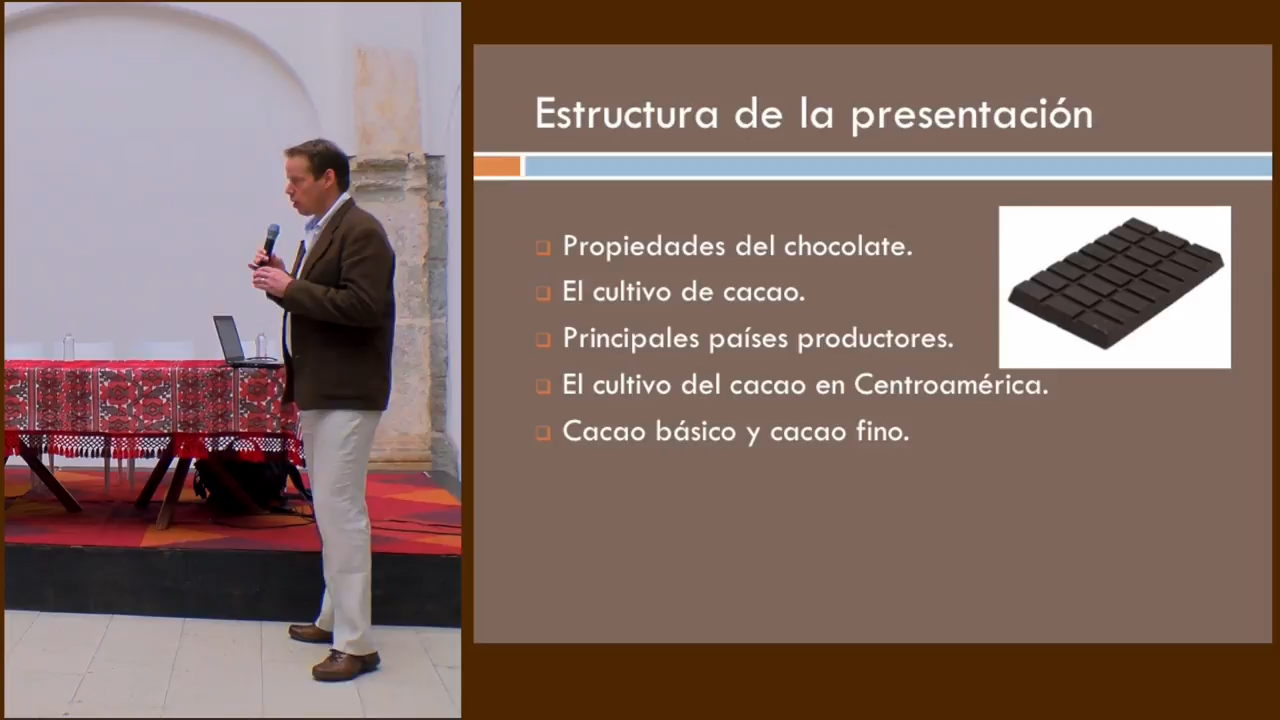 Estructura de la presentación
Propiedades del chocolate.
El cultivo de cacao.
Principales países productores.
El cultivo del cacao en Centroamérica.
Cacao básico y cacao fino.